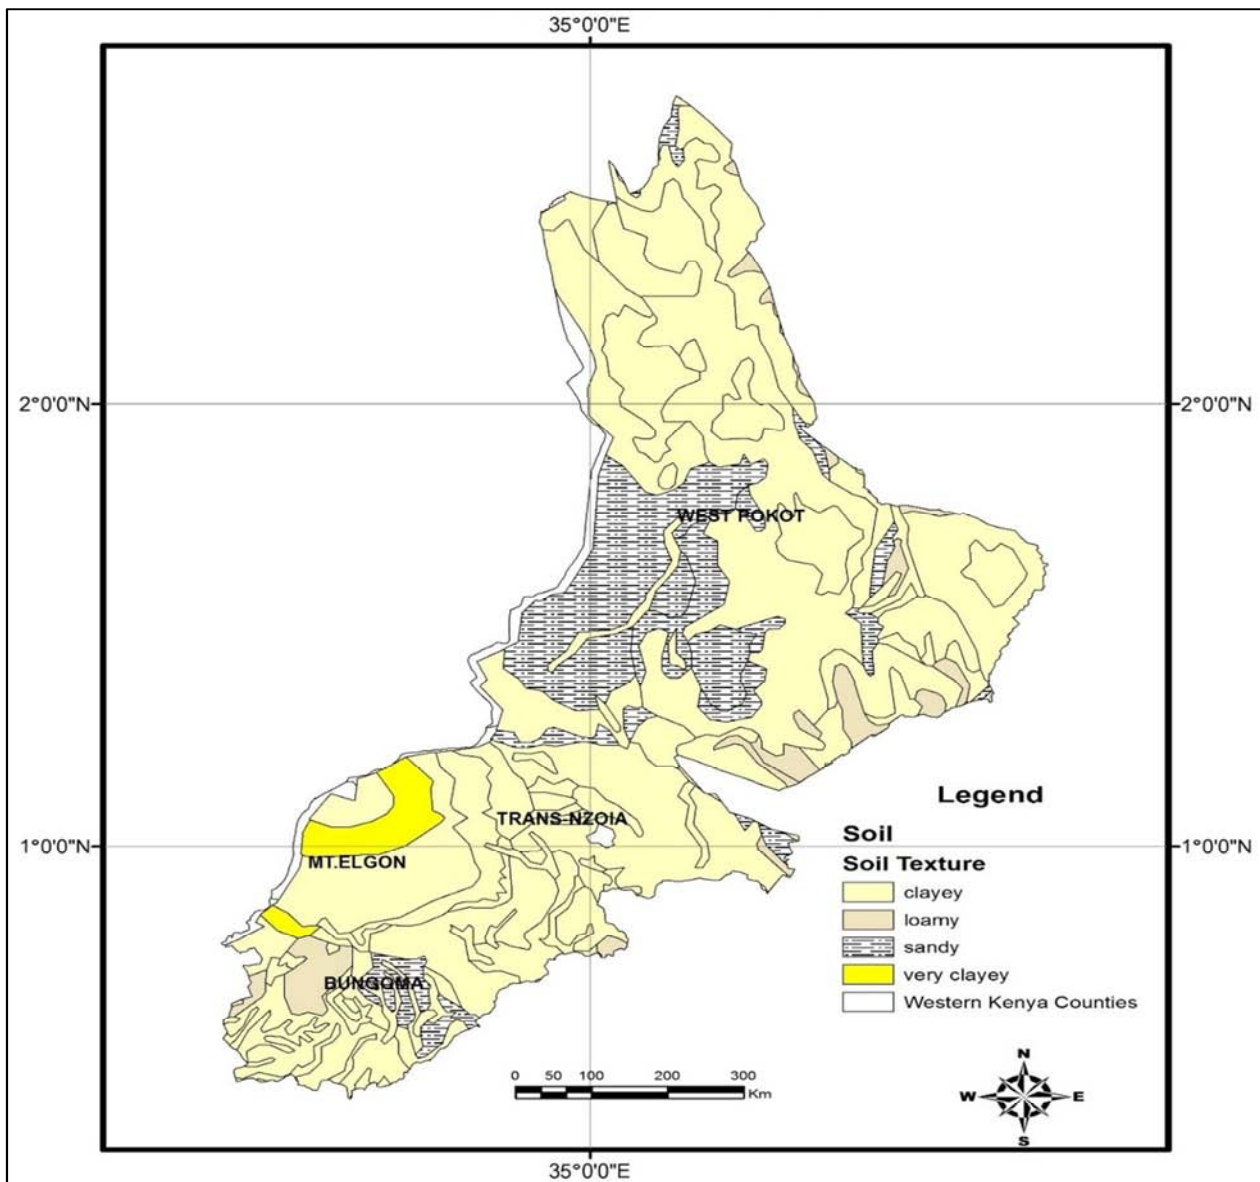 35°0'0"E
2°0'0"N
2°0'0"N
WEST POKOT
Legend
TRANS-NZOIA
Soil
1°0'0"N
1°0'0"N
MT.ELGON
Soil Texture
clayey
loamy
sandy
BUNGOMA
very clayey
Western Kenya Counties
N
0 50 100 200 300
Km
W
E
S
35°0'0"E